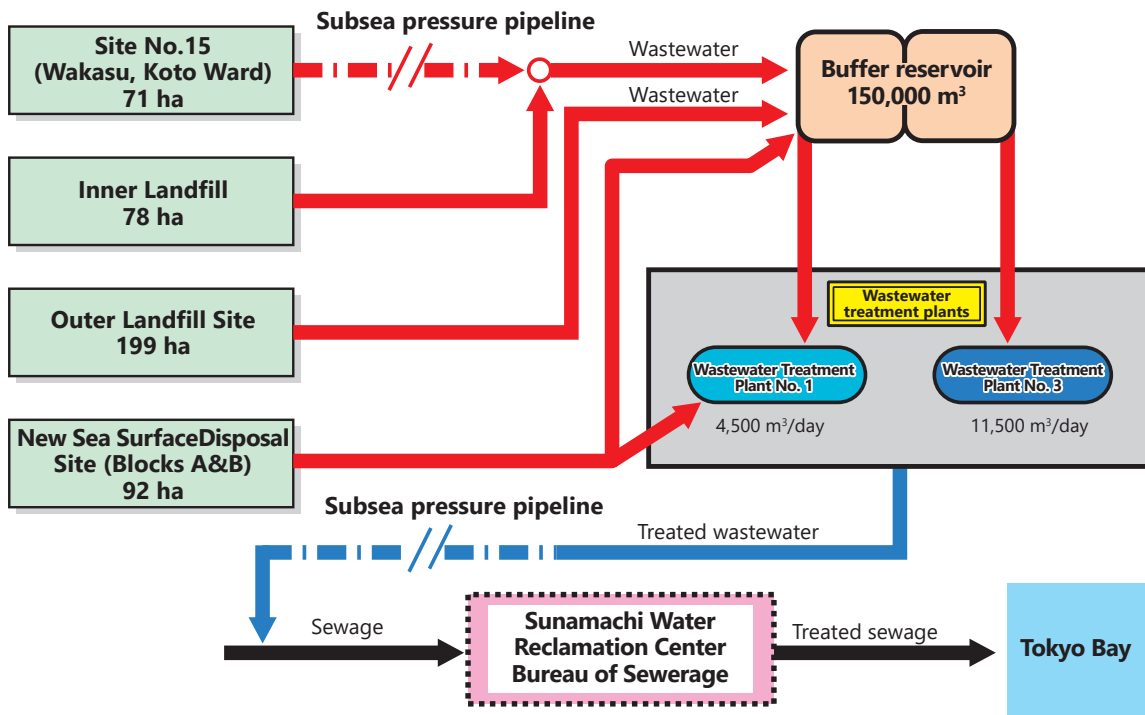 Subsea pressure pipeline
Site No.15
(Wakasu, Koto Ward)
71 ha
Wastewater
Wastewater
Buffer reservoir
150,000 m³
Inner Landfill
78 ha
Outer Landfill Site
199 ha
Wastewater
treatment plants
Wastewater Treatment
Plant No. 1
4,500 m³/day
Wastewater Treatment
Plant No. 3
11,500 m³/day
New Sea SurfaceDisposal
Site (Blocks A&B)
92 ha
Subsea pressure pipeline
Treated wastewater
Sewage
Sunamachi Water
Reclamation Center
Bureau of Sewerage
Treated sewage
Tokyo Bay